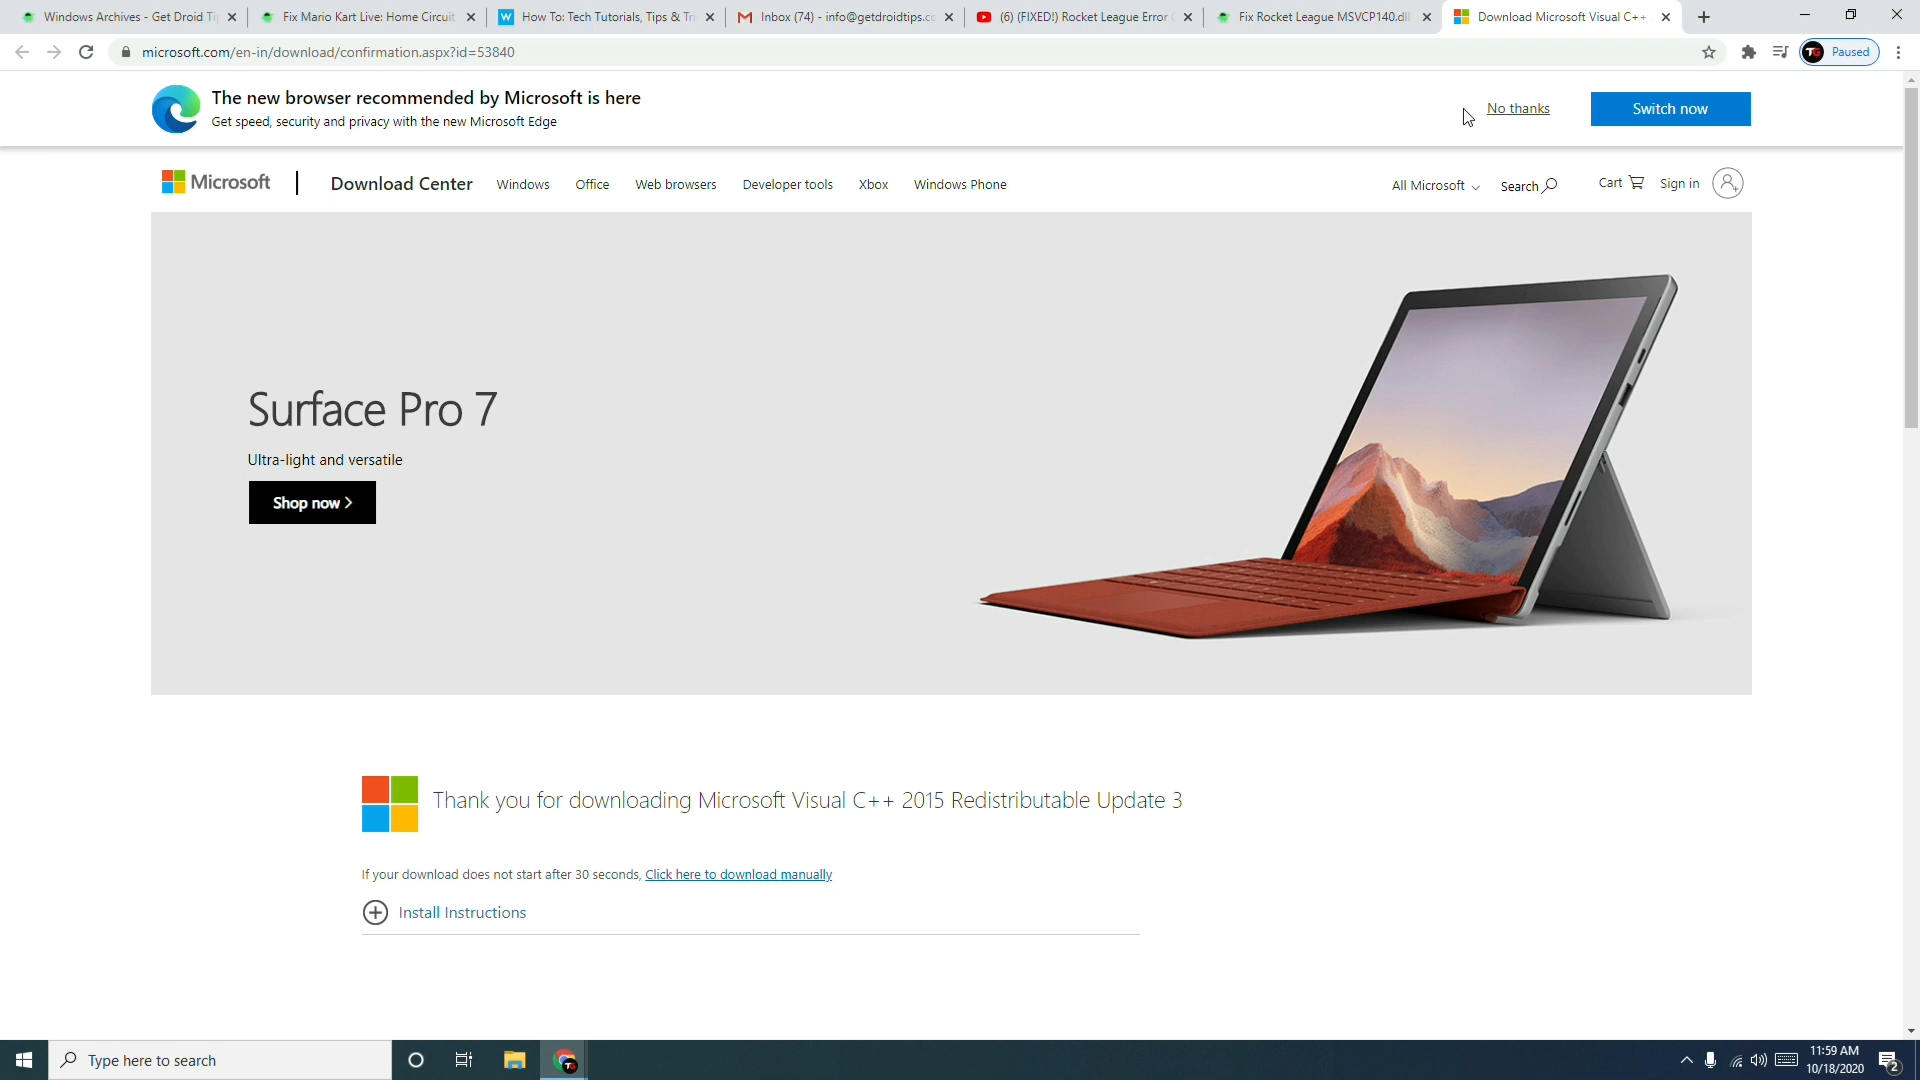 Windows Archives - Get Droid Ti
Fix Mario Kart Live: Home Circuit
How To: Tech Tutorials, Tips & Tri
Inbox (74) - info@getdroidtips.cc
(6) (FIXED!) Rocket League Error
Fix Rocket League MSVCP140.dll
Download Microsoft Visual C++
microsoft.com/en-in/download/confirmation.aspx?id=53840
TG
Paused
The new browser recommended by Microsoft is here
Get speed, security and privacy with the new Microsoft Edge
No thanks
Switch now
Microsoft
Download Center
Windows
Office
Web browsers
Developer tools
Xbox
Windows Phone
All Microsoft
Search
Cart
Sign in
Surface Pro 7
Ultra-light and versatile
Shop now >
Thank you for downloading Microsoft Visual C++ 2015 Redistributable Update 3
If your download does not start after 30 seconds, Click here to download manually
Install Instructions
Type here to search
11:59 AM
10/18/2020
2